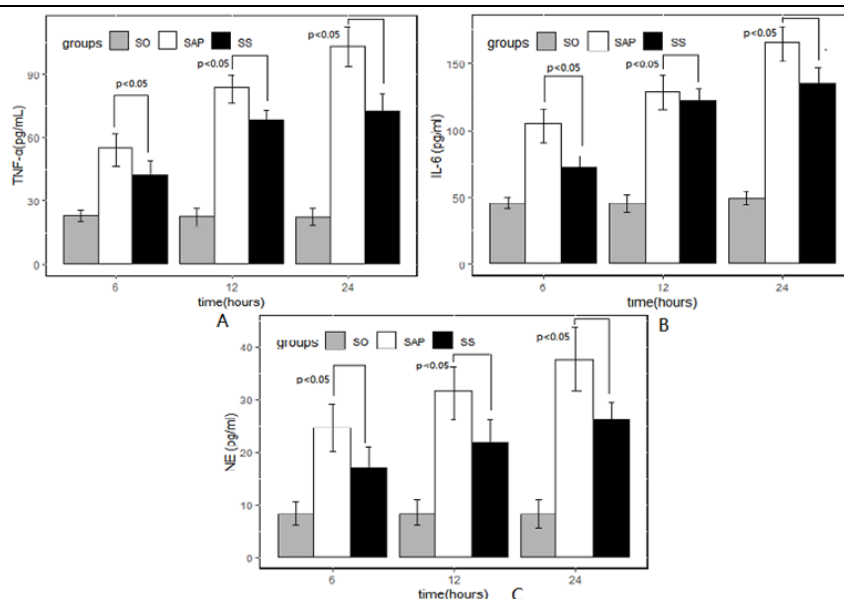 groups SO SAP SS
p<0.05
p<0.05
p<0.05
TNF-α(pg/mL)
90
60
30
0
6 12 24
time(hours)
A
groups SO SAP SS
p<0.05
p<0.05
p<0.05
IL-6 (pg/ml)
150
100
50
0
6 12 24
time(hours)
B
groups SO SAP SS
p<0.05
p<0.05
p<0.05
NE (pg/ml)
40
30
20
10
0
6 12 24
time(hours)
C